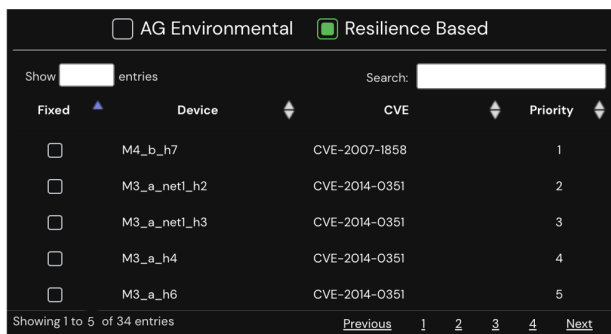 AG Environmental Resilience Based
Show entries Search:
Fixed Device CVE Priority
M4_b_h7 CVE-2007-1858 1
M3_a_net1_h2 CVE-2014-0351 2
M3_a_net1_h3 CVE-2014-0351 3
M3_a_h4 CVE-2014-0351 4
M3_a_h6 CVE-2014-0351 5
Showing 1 to 5 of 34 entries Previous 1 2 3 4 Next